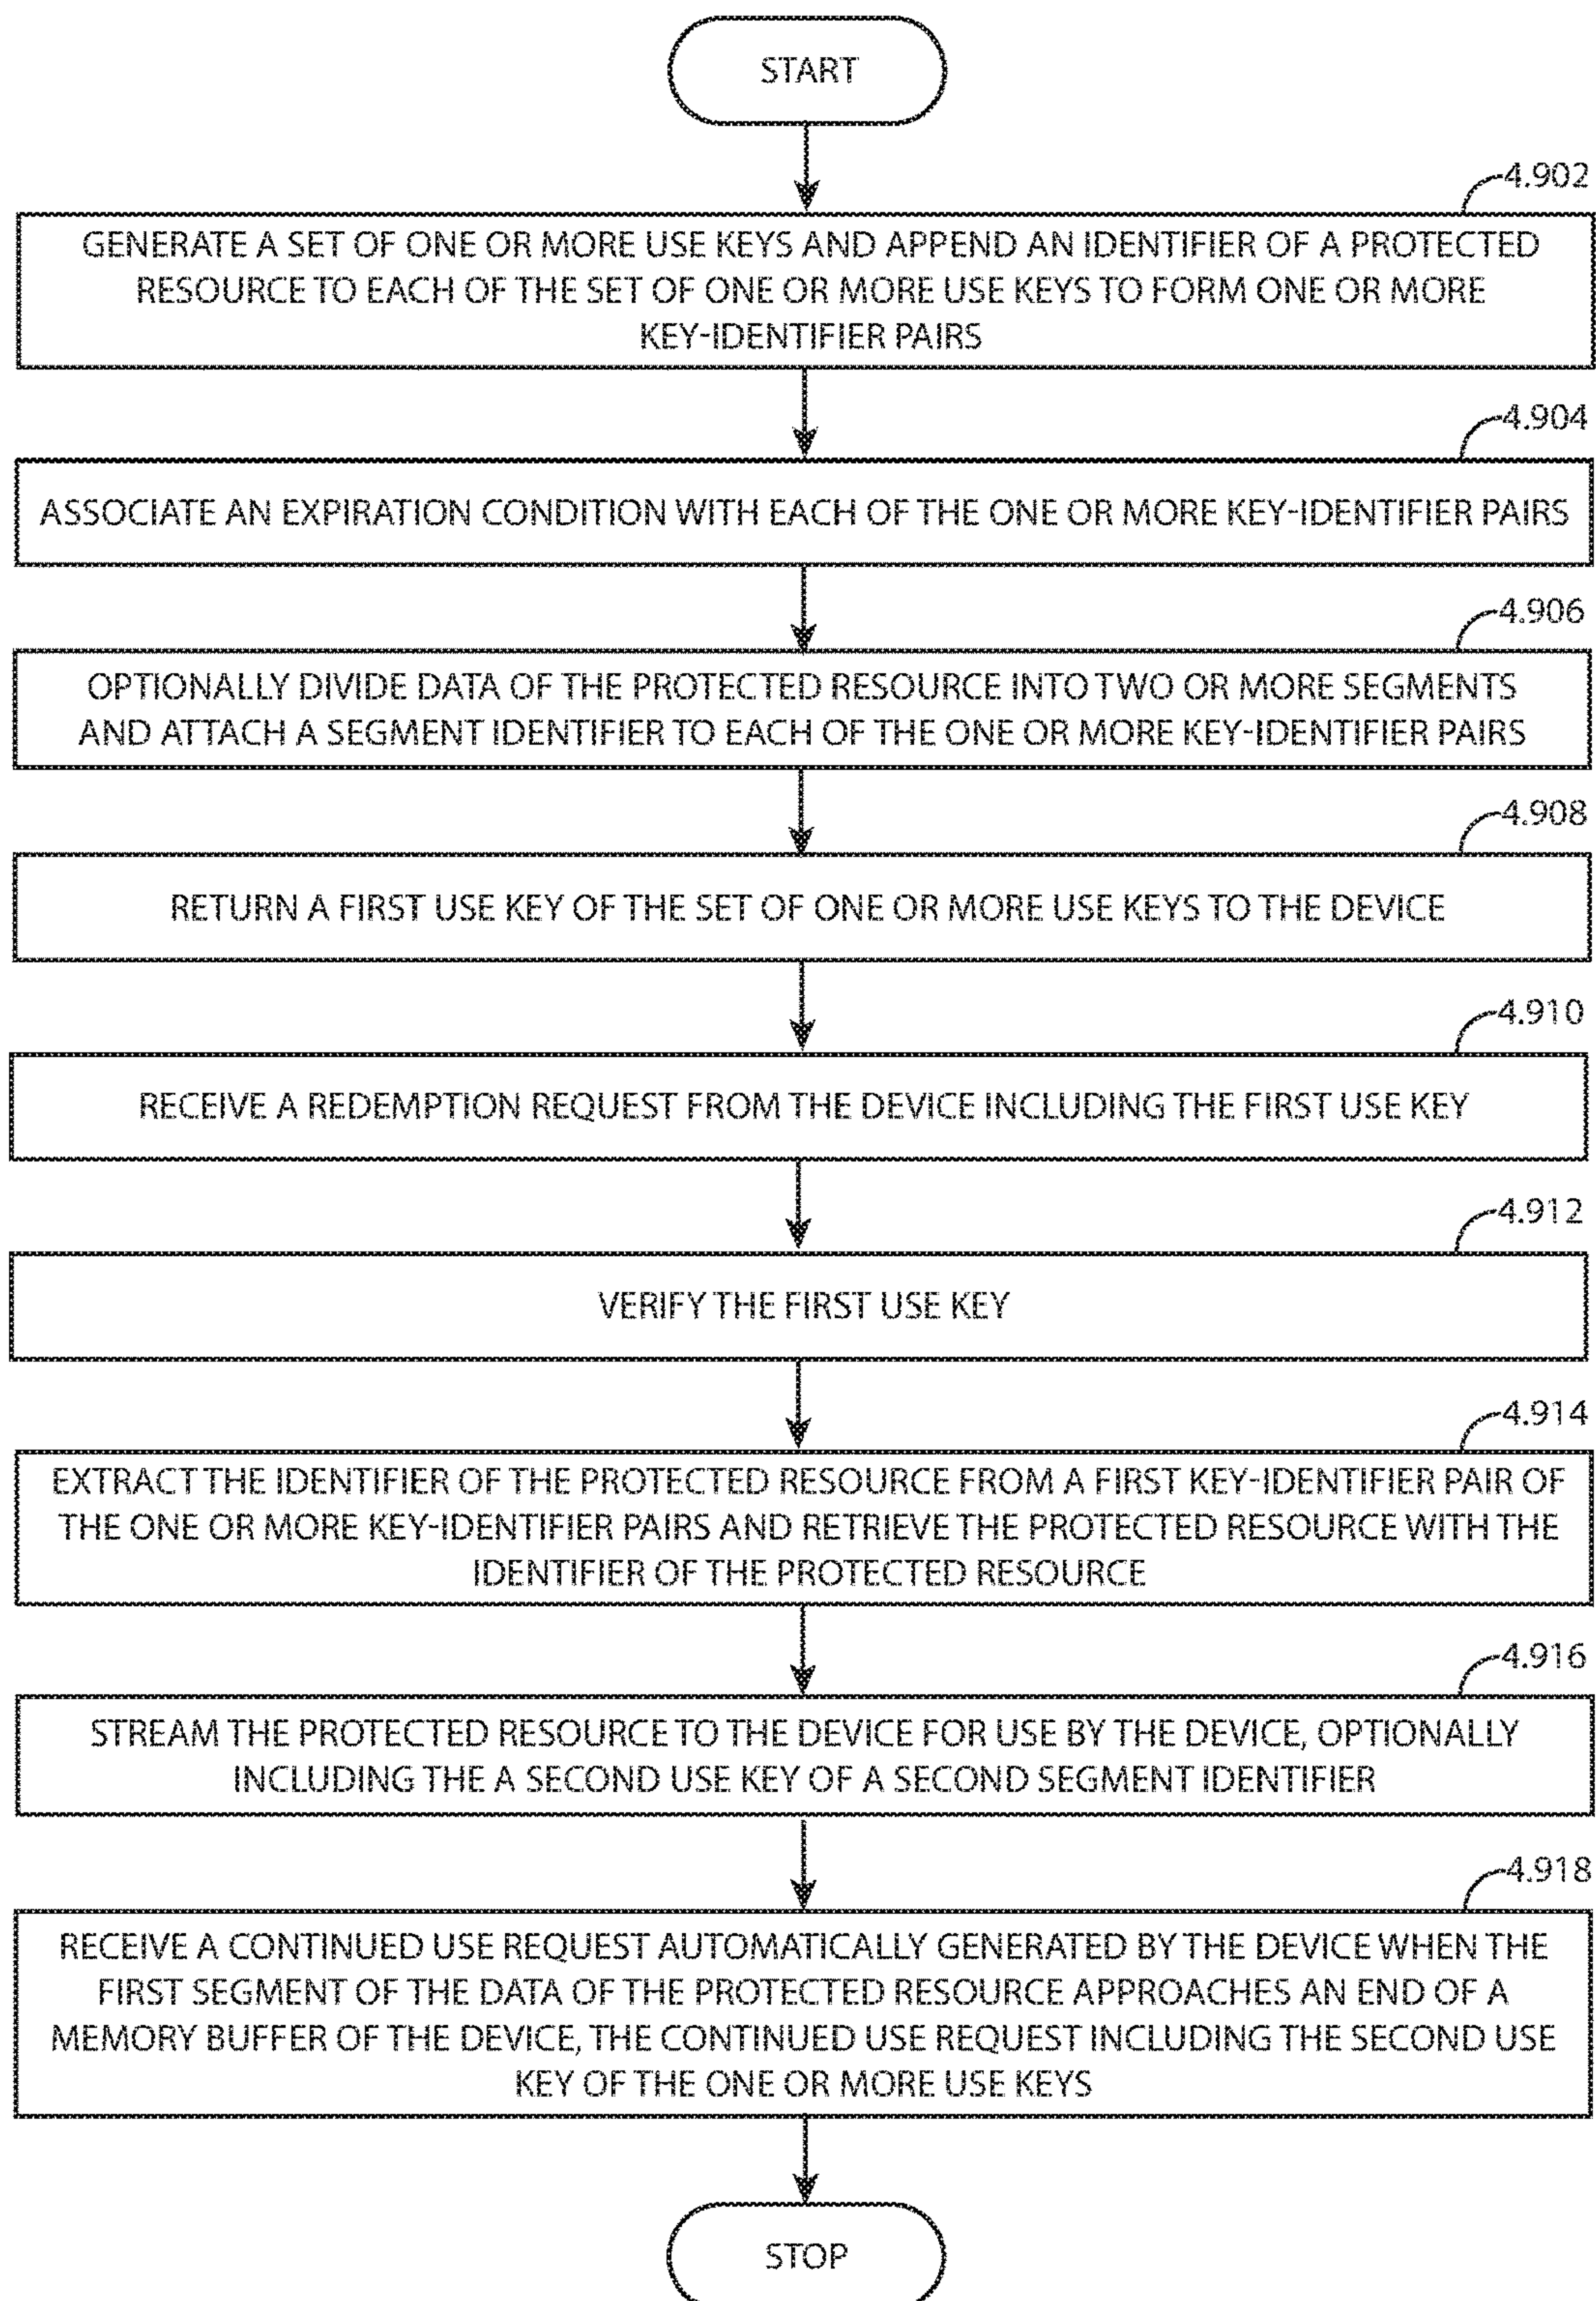 START
4.902
GENERATE A SET OF ONE OR MORE USE KEYS AND APPEND AN IDENTIFIER OF A PROTECTED
RESOURCE TO EACH OF THE SET OF ONE OR MORE USE KEYS TO FORM ONE OR MORE
KEY-IDENTIFIER PAIRS
4.904
ASSOCIATE AN EXPIRATION CONDITION WITH EACH OF THE ONE OR MORE KEY-IDENTIFIER PAIRS
4.906
OPTIONALLY DIVIDE DATA OF THE PROTECTED RESOURCE INTO TWO OR MORE SEGMENTS
AND ATTACH A SEGMENT IDENTIFIER TO EACH OF THE ONE OR MORE KEY-IDENTIFIER PAIRS
4.908
RETURN A FIRST USE KEY OF THE SET OF ONE OR MORE USE KEYS TO THE DEVICE
4.910
RECEIVE A REDEMPTION REQUEST FROM THE DEVICE INCLUDING THE FIRST USE KEY
4.912
VERIFY THE FIRST USE KEY
4.914
EXTRACT THE IDENTIFIER OF THE PROTECTED RESOURCE FROM A FIRST KEY-IDENTIFIER PAIR OF
THE ONE OR MORE KEY-IDENTIFIER PAIRS AND RETRIEVE THE PROTECTED RESOURCE WITH THE
IDENTIFIER OF THE PROTECTED RESOURCE
4.916
STREAM THE PROTECTED RESOURCE TO THE DEVICE FOR USE BY THE DEVICE, OPTIONALLY
INCLUDING THE A SECOND USE KEY OF A SECOND SEGMENT IDENTIFIER
4.918
RECEIVE A CONTINUED USE REQUEST AUTOMATICALLY GENERATED BY THE DEVICE WHEN THE
FIRST SEGMENT OF THE DATA OF THE PROTECTED RESOURCE APPROACHES AN END OF A
MEMORY BUFFER OF THE DEVICE, THE CONTINUED USE REQUEST INCLUDING THE SECOND USE
KEY OF THE ONE OR MORE USE KEYS
STOP